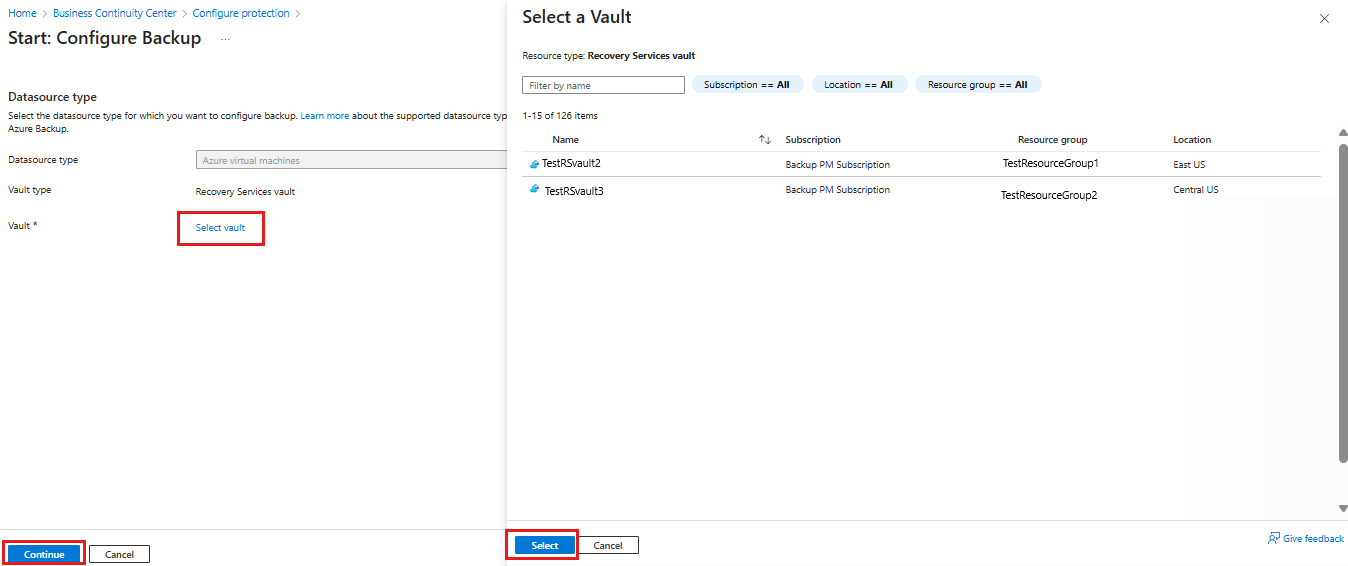 Home > Business Continuity Center > Configure protection >
Start: Configure Backup ...
Datasource type
Select the datasource type for which you want to configure backup. Learn more about the supported datasource typ
Azure Backup.
Datasource type Azure virtual machines
Vault type Recovery Services vault
Vault * Select vault
Continue Cancel
Select a Vault
Resource type: Recovery Services vault
Filter by name Subscription == All Location == All Resource group == All
1-15 of 126 items
Name Subscription Resource group Location
TestRSvault2 Backup PM Subscription TestResourceGroup1 East US
TestRSvault3 Backup PM Subscription TestResourceGroup2 Central US
Select Cancel
Give feedback